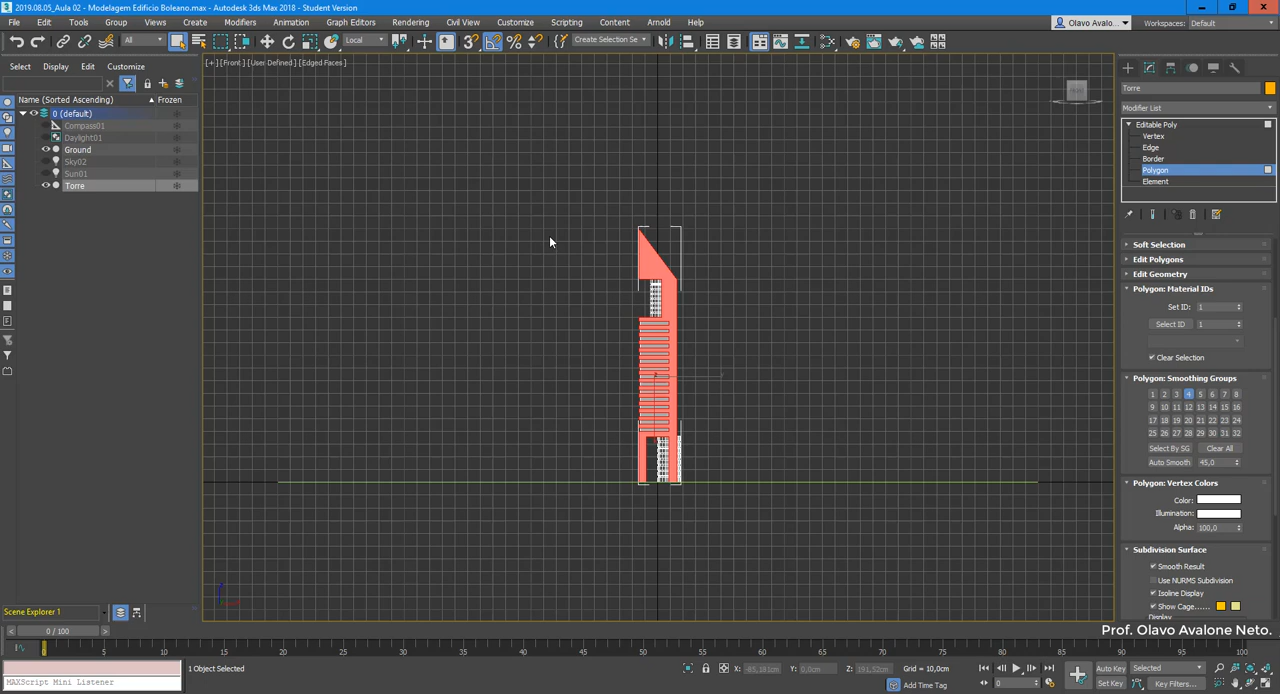 2019.08.05_Aula 02 - Modelagem Edificio Boleano.max - Autodesk 3ds Max 2018 - Student Version
File Edit Tools Group Views Create Modifiers Animation Graph Editors Rendering Civil View Customize Scripting Content Arnold Help
Olavo Avalone... Workspaces: Default
All Local Create Selection Se
Select Display Edit Customize
[+] [Front] [User Defined] [Edged Faces]
Name (Sorted Ascending) Frozen
0 (default)
Compass01
Daylight01
Ground
Sky02
Sun01
Torre
Torre
Modifier List
Editable Poly
Vertex
Edge
Border
Polygon
Element
Soft Selection
Edit Polygons
Edit Geometry
Polygon: Material IDs
Set ID: 1
Select ID 1
Clear Selection
Polygon: Smoothing Groups
1 2 3 4 5 6 7 8
9 10 11 12 13 14 15 16
17 18 19 20 21 22 23 24
25 26 27 28 29 30 31 32
Select By SG Clear All
Auto Smooth 45,0
Polygon: Vertex Colors
Color:
Illumination:
Alpha: 100,0
Subdivision Surface
Smooth Result
Use NURMS Subdivision
Isoline Display
Show Cage......
Display
Scene Explorer 1
0 / 100
Prof. Olavo Avalone Neto.
0 5 10 15 20 25 30 35 40 45 50 55 60 65 70 75 80 85 90 95 100
1 Object Selected
X: -85,181cm Y: 0,0cm Z: 191,52cm Grid = 10,0cm
Auto Key Selected
MAXScript Mini Listener
Add Time Tag
0
Set Key Key Filters...